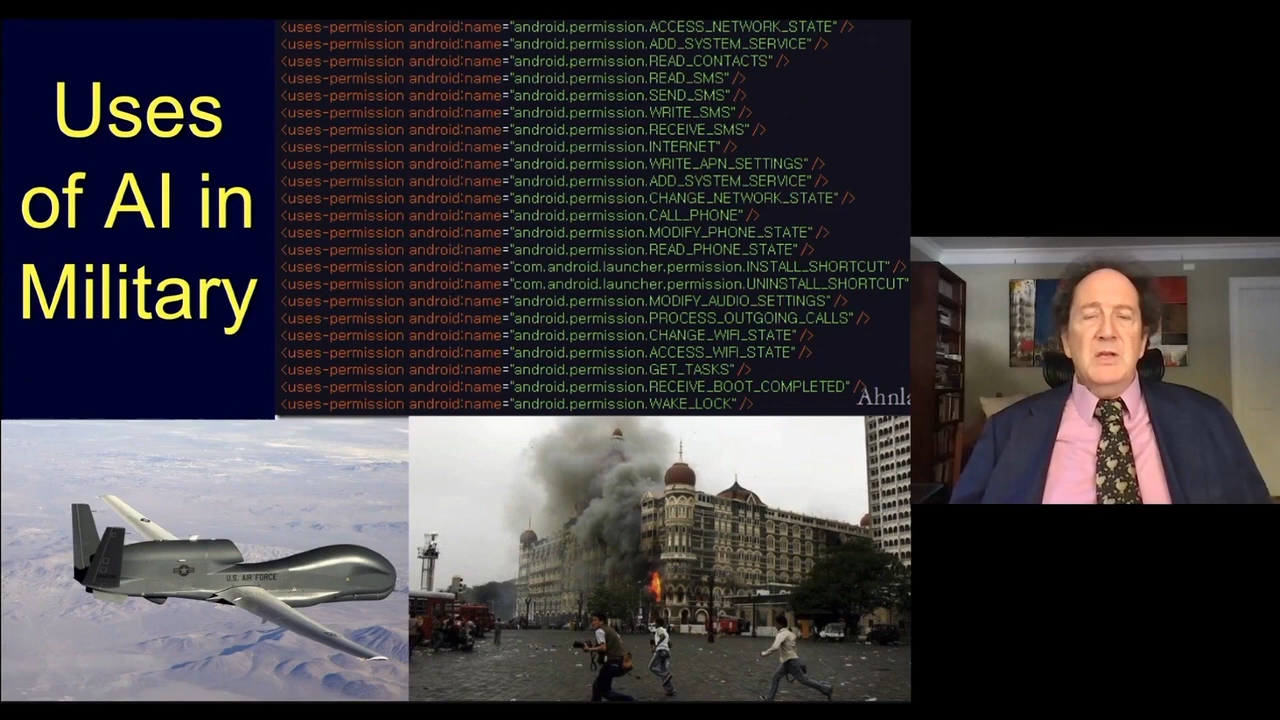 Uses
of AI in
Military
<uses-permission android:name="android.permission.ACCESS_NETWORK_STATE" />
<uses-permission android:name="android.permission.ADD_SYSTEM_SERVICE" />
<uses-permission android:name="android.permission.READ_CONTACTS" />
<uses-permission android:name="android.permission.READ_SMS" />
<uses-permission android:name="android.permission.SEND_SMS" />
<uses-permission android:name="android.permission.WRITE_SMS" />
<uses-permission android:name="android.permission.RECEIVE_SMS" />
<uses-permission android:name="android.permission.INTERNET" />
<uses-permission android:name="android.permission.WRITE_APN_SETTINGS" />
<uses-permission android:name="android.permission.ADD_SYSTEM_SERVICE" />
<uses-permission android:name="android.permission.CHANGE_NETWORK_STATE" />
<uses-permission android:name="android.permission.CALL_PHONE" />
<uses-permission android:name="android.permission.MODIFY_PHONE_STATE" />
<uses-permission android:name="android.permission.READ_PHONE_STATE" />
<uses-permission android:name="com.android.launcher.permission.INSTALL_SHORTCUT" />
<uses-permission android:name="com.android.launcher.permission.UNINSTALL_SHORTCUT"
<uses-permission android:name="android.permission.MODIFY_AUDIO_SETTINGS" />
<uses-permission android:name="android.permission.PROCESS_OUTGOING_CALLS" />
<uses-permission android:name="android.permission.CHANGE_WIFI_STATE" />
<uses-permission android:name="android.permission.ACCESS_WIFI_STATE" />
<uses-permission android:name="android.permission.GET_TASKS" />
<uses-permission android:name="android.permission.RECEIVE_BOOT_COMPLETED" />
<uses-permission android:name="android.permission.WAKE_LOCK" />
Ahnla
U.S. AIR FORCE